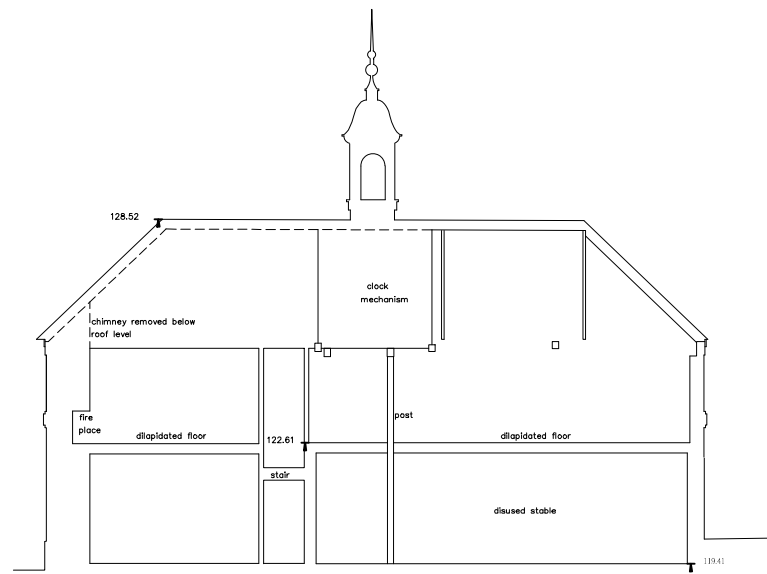 128.52
clock
mechanism
chimney removed below
roof level
fire
place
post
dilapidated floor
122.61
dilapidated floor
stair
disused stable
119.41